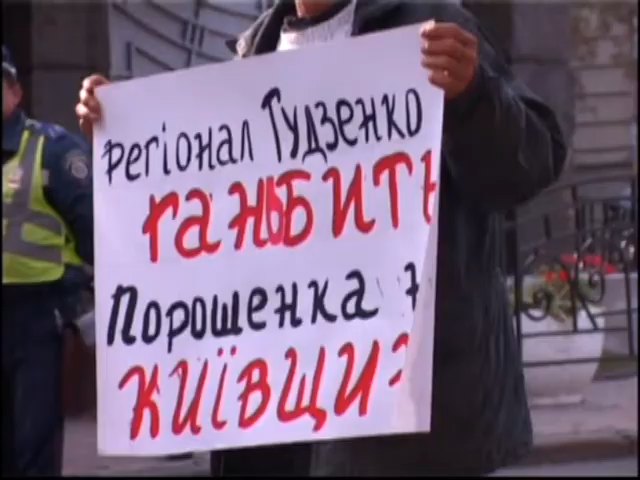 регіонал Гудзенко
ганьбить
Порошенка
київщи